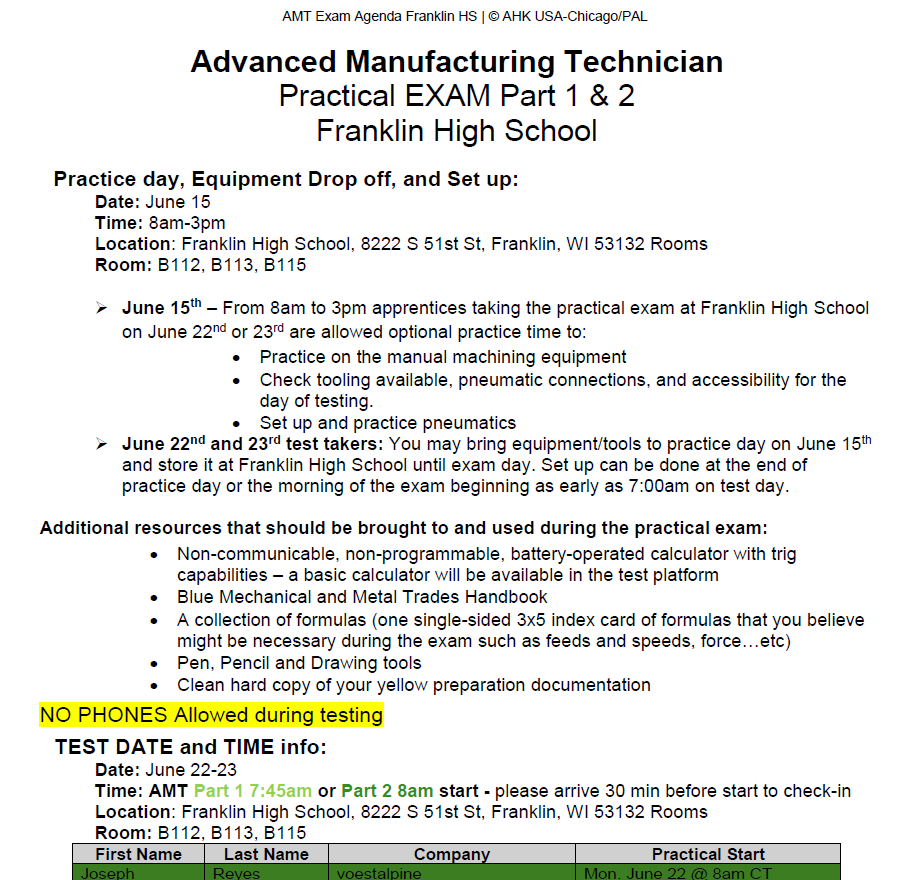 AMT Exam Agenda Franklin HS | © AHK USA-Chicago/PAL
Advanced Manufacturing Technician
Practical EXAM Part 1 & 2
Franklin High School
Practice day, Equipment Drop off, and Set up:
Date: June 15
Time: 8am-3pm
Location: Franklin High School, 8222 S 51st St, Franklin, WI 53132 Rooms
Room: B112, B113, B115
➢ June 15th – From 8am to 3pm apprentices taking the practical exam at Franklin High School
on June 22nd or 23rd are allowed optional practice time to:
• Practice on the manual machining equipment
• Check tooling available, pneumatic connections, and accessibility for the
day of testing.
• Set up and practice pneumatics
➢ June 22nd and 23rd test takers: You may bring equipment/tools to practice day on June 15th
and store it at Franklin High School until exam day. Set up can be done at the end of
practice day or the morning of the exam beginning as early as 7:00am on test day.
Additional resources that should be brought to and used during the practical exam:
• Non-communicable, non-programmable, battery-operated calculator with trig
capabilities – a basic calculator will be available in the test platform
• Blue Mechanical and Metal Trades Handbook
• A collection of formulas (one single-sided 3x5 index card of formulas that you believe
might be necessary during the exam such as feeds and speeds, force…etc)
• Pen, Pencil and Drawing tools
• Clean hard copy of your yellow preparation documentation
NO PHONES Allowed during testing
TEST DATE and TIME info:
Date: June 22-23
Time: AMT Part 1 7:45am or Part 2 8am start - please arrive 30 min before start to check-in
Location: Franklin High School, 8222 S 51st St, Franklin, WI 53132 Rooms
Room: B112, B113, B115
First Name Last Name Company Practical Start
Joseph Reyes voestalpine Mon. June 22 @ 8am CT